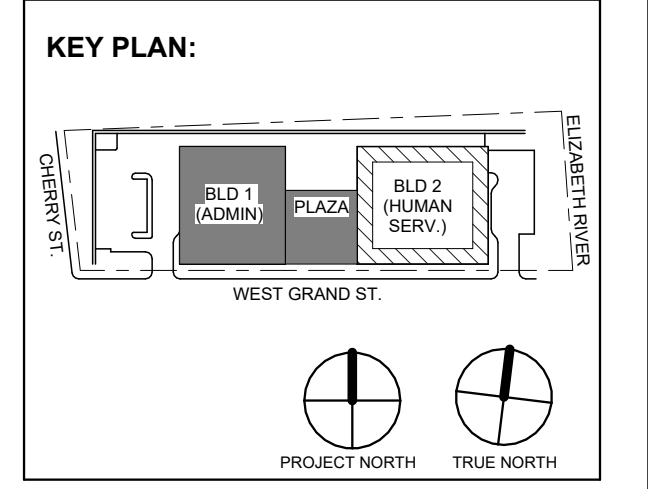 KEY PLAN:
CHERRY ST.
BLD 1
(ADMIN)
PLAZA
BLD 2
(HUMAN
SERV.)
ELIZABETH RIVER
WEST GRAND ST.
PROJECT NORTH
TRUE NORTH